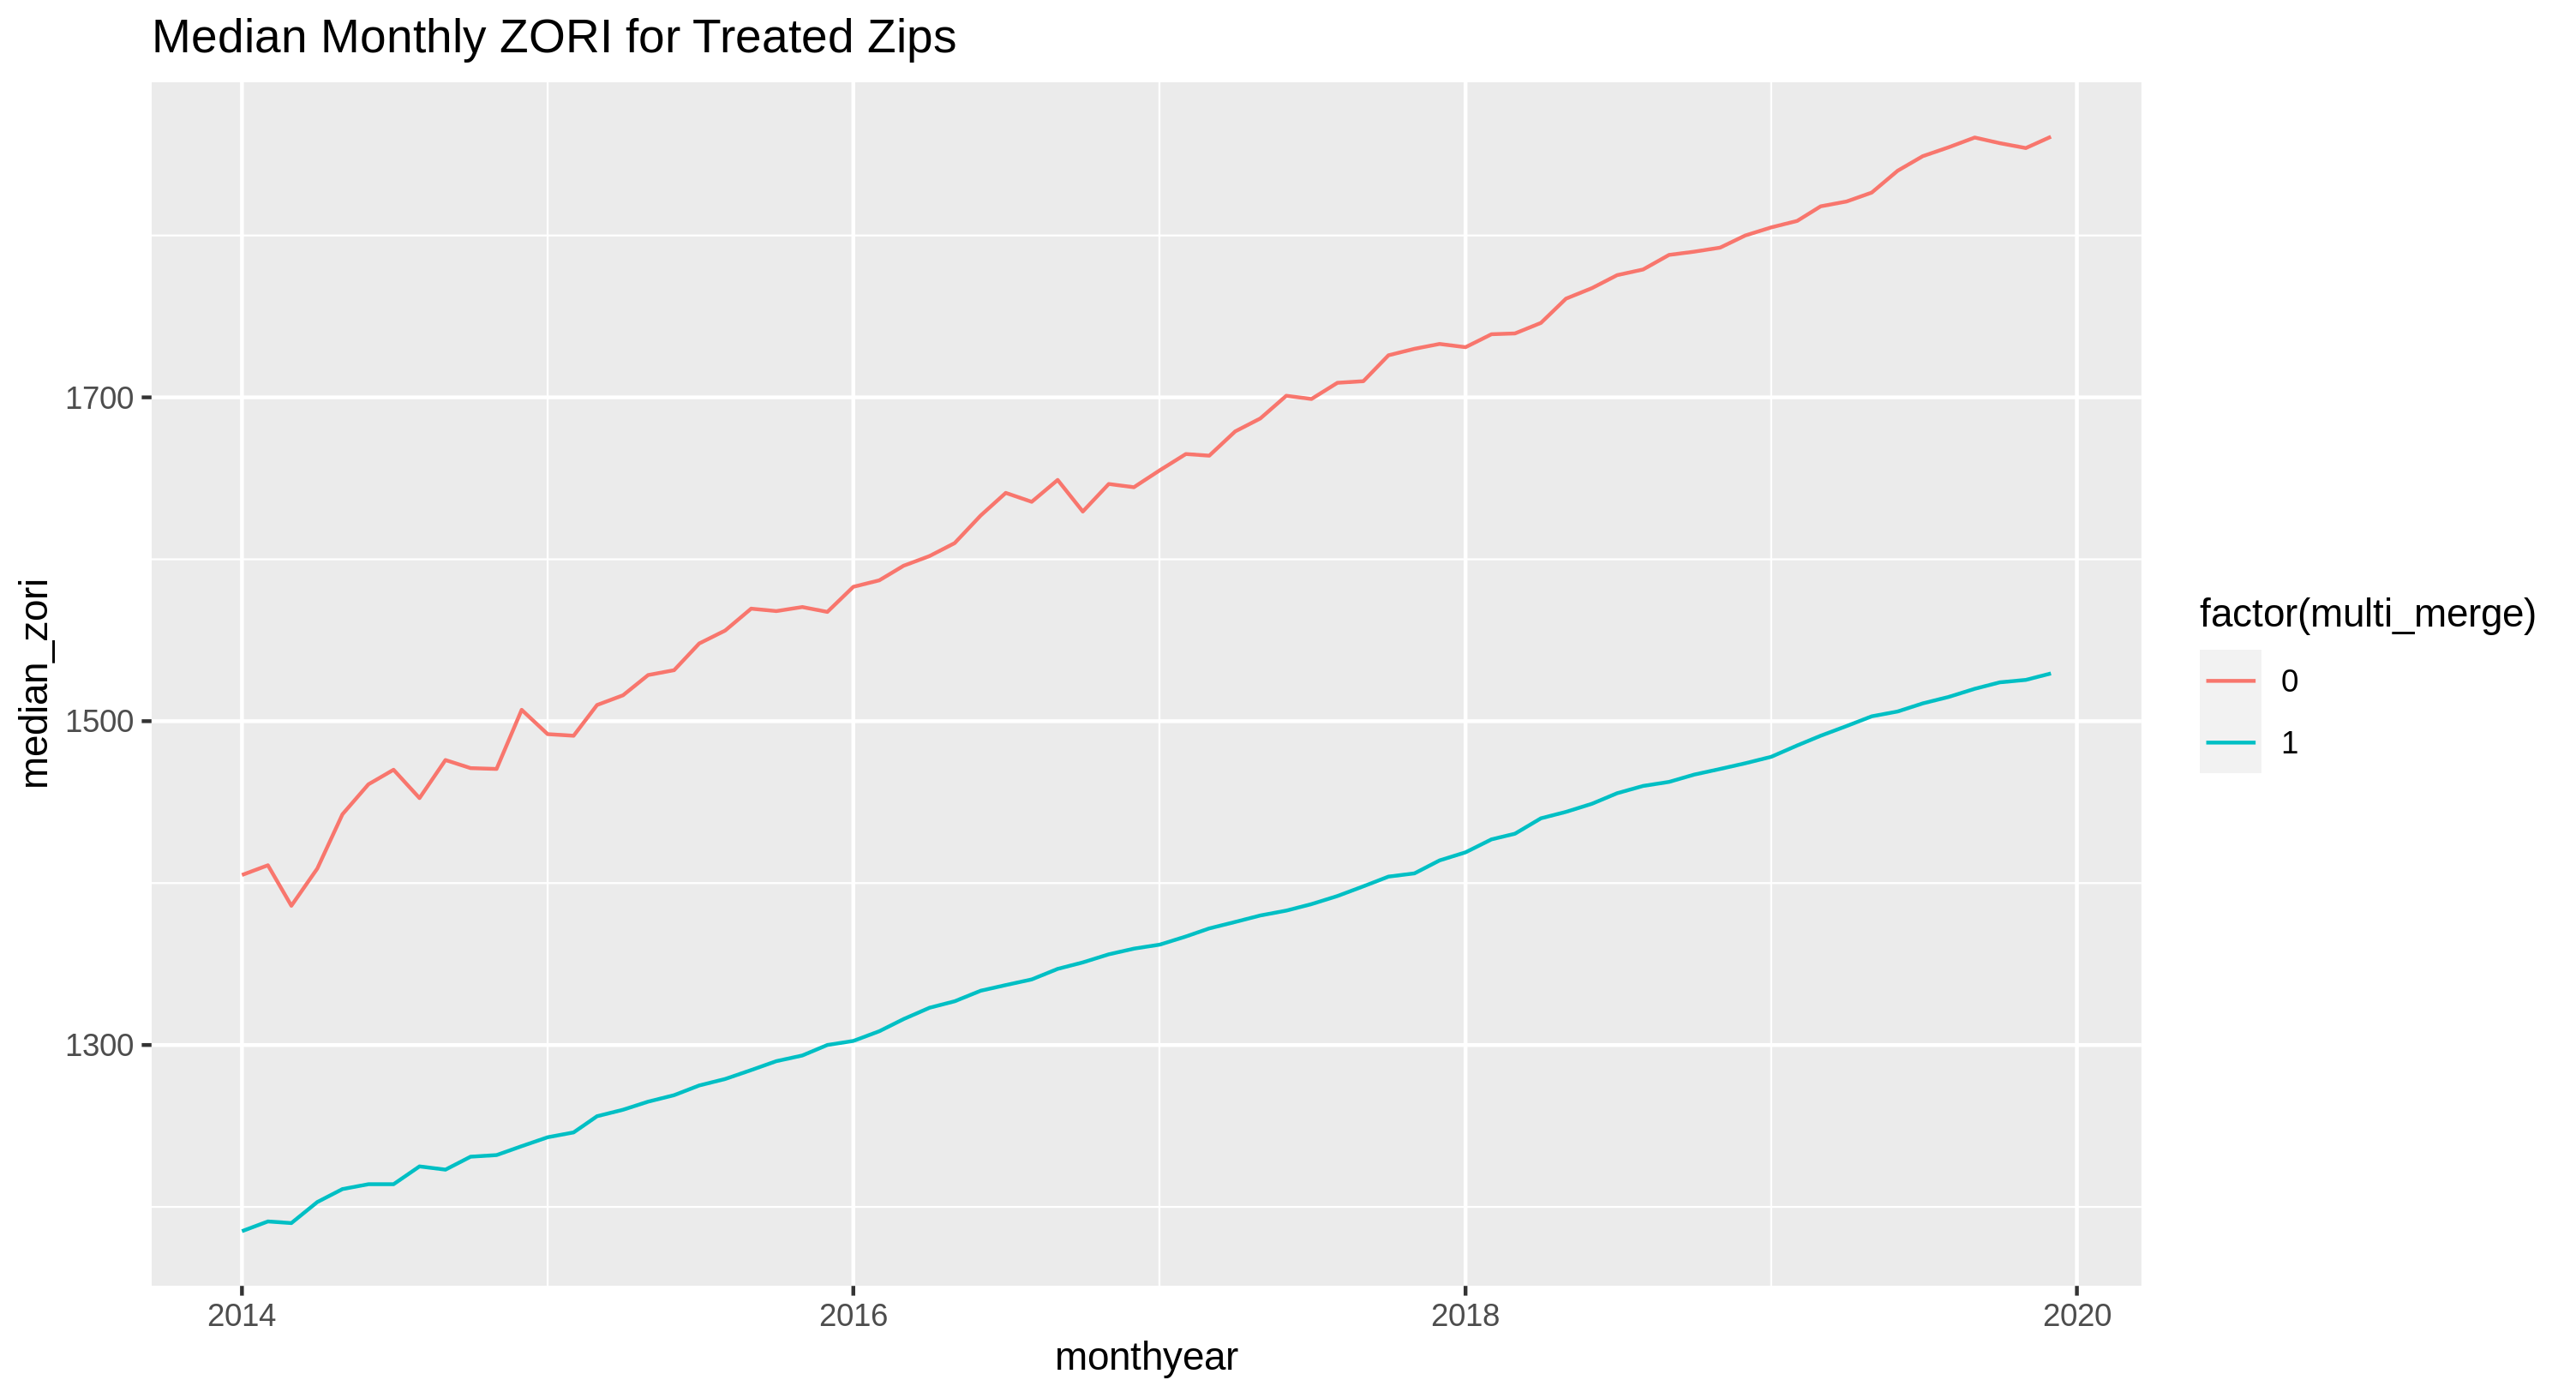 Median Monthly ZORI for Treated Zips
median_zori
1700
1500
1300
2014
2016
2018
2020
monthyear
factor(multi_merge)
0
1